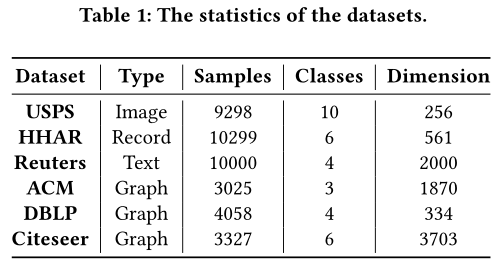 Table 1: The statistics of the datasets.
Dataset Type Samples Classes Dimension
USPS Image 9298 10 256
HHAR Record 10299 6 561
Reuters Text 10000 4 2000
ACM Graph 3025 3 1870
DBLP Graph 4058 4 334
Citeseer Graph 3327 6 3703